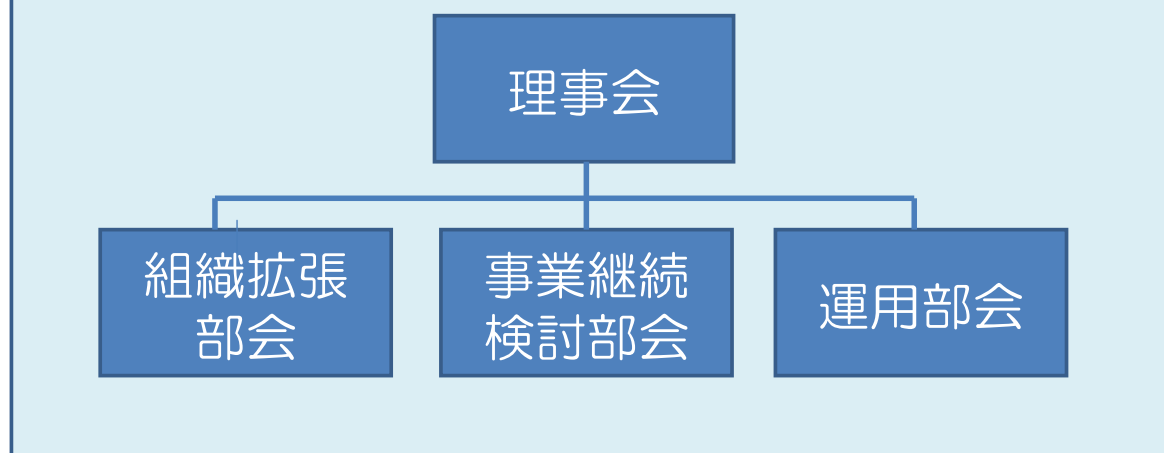 理事会
組織拡張
部会
事業継続
検討部会
運用部会